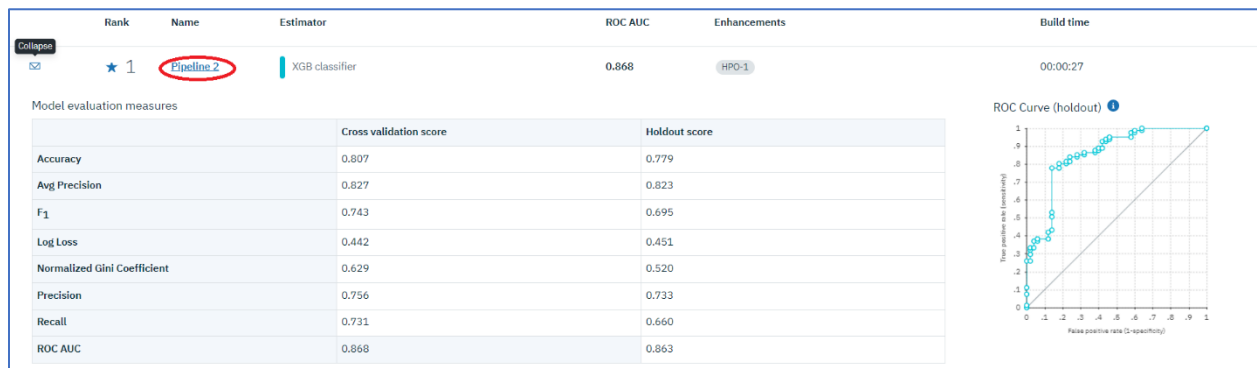 Rank Name Estimator ROC AUC Enhancements Build time
Collapse
★ 1 Pipeline 2 XGB classifier 0.868 HPO-1 00:00:27
Model evaluation measures
Cross validation score Holdout score
Accuracy 0.807 0.779
Avg Precision 0.827 0.823
F1 0.743 0.695
Log Loss 0.442 0.451
Normalized Gini Coefficient 0.629 0.520
Precision 0.756 0.733
Recall 0.731 0.660
ROC AUC 0.868 0.863
ROC Curve (holdout)
True positive rate (sensitivity)
1
.9
.8
.7
.6
.5
.4
.3
.2
.1
0
0 .1 .2 .3 .4 .5 .6 .7 .8 .9 1
False positive rate (1-specificity)